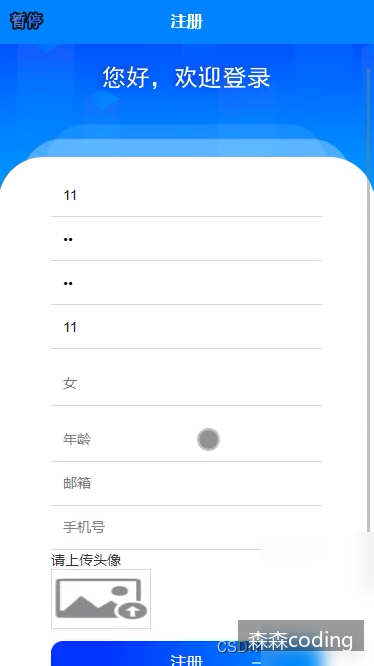 暂停
注册
您好，欢迎登录
11
••
••
11
女
年龄
邮箱
手机号
请上传头像
注册
CSDN
森森coding